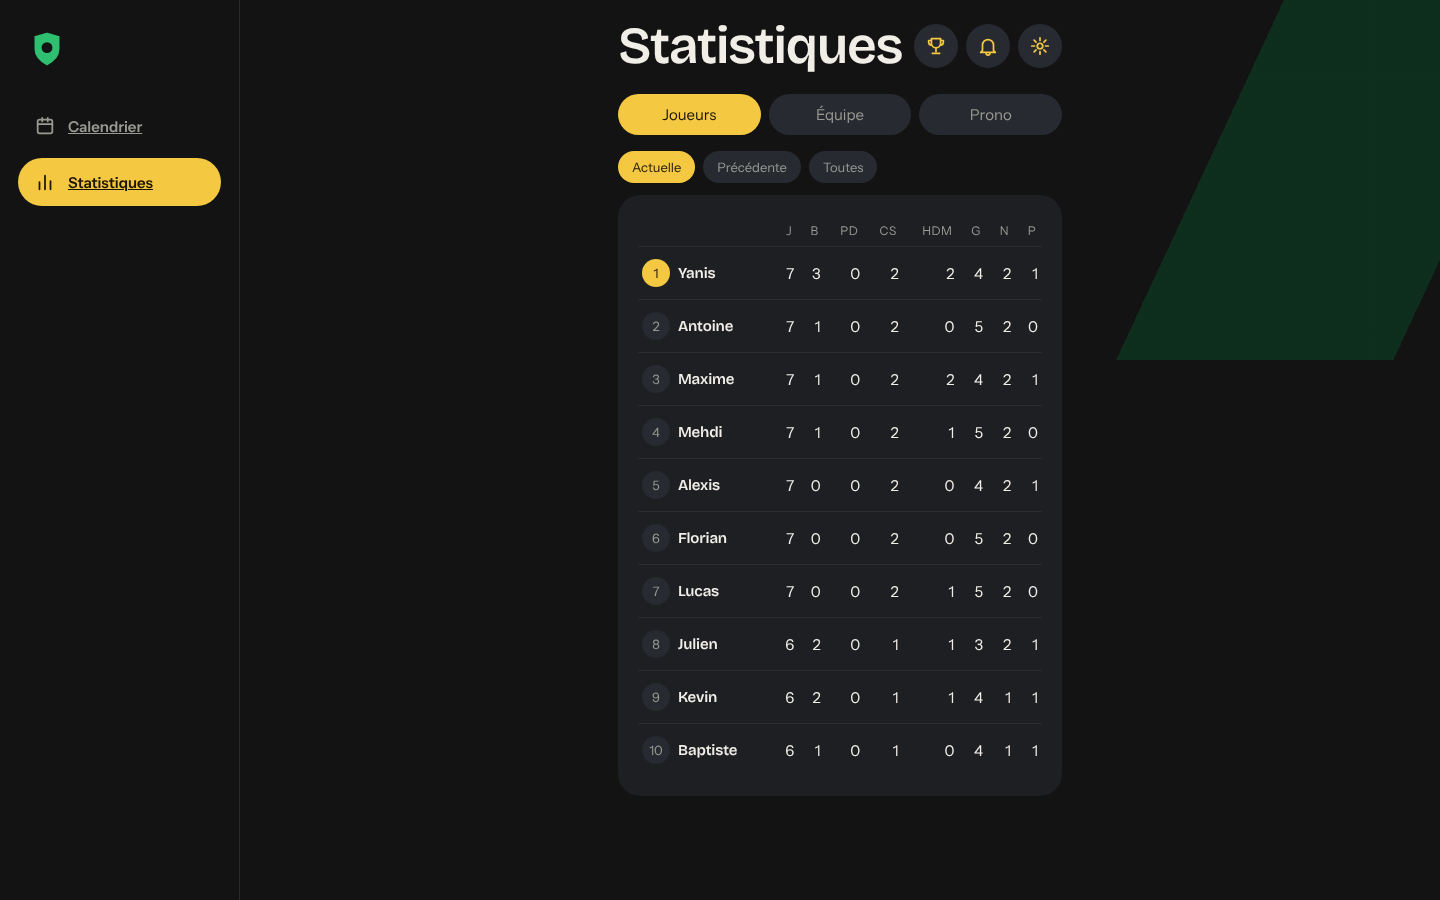 Statistiques
Calendrier
Statistiques
Joueurs Équipe Prono
Actuelle Précédente Toutes
J B PD CS HDM G N P
1 Yanis 7 3 0 2 2 4 2 1
2 Antoine 7 1 0 2 0 5 2 0
3 Maxime 7 1 0 2 2 4 2 1
4 Mehdi 7 1 0 2 1 5 2 0
5 Alexis 7 0 0 2 0 4 2 1
6 Florian 7 0 0 2 0 5 2 0
7 Lucas 7 0 0 2 1 5 2 0
8 Julien 6 2 0 1 1 3 2 1
9 Kevin 6 2 0 1 1 4 1 1
10 Baptiste 6 1 0 1 0 4 1 1